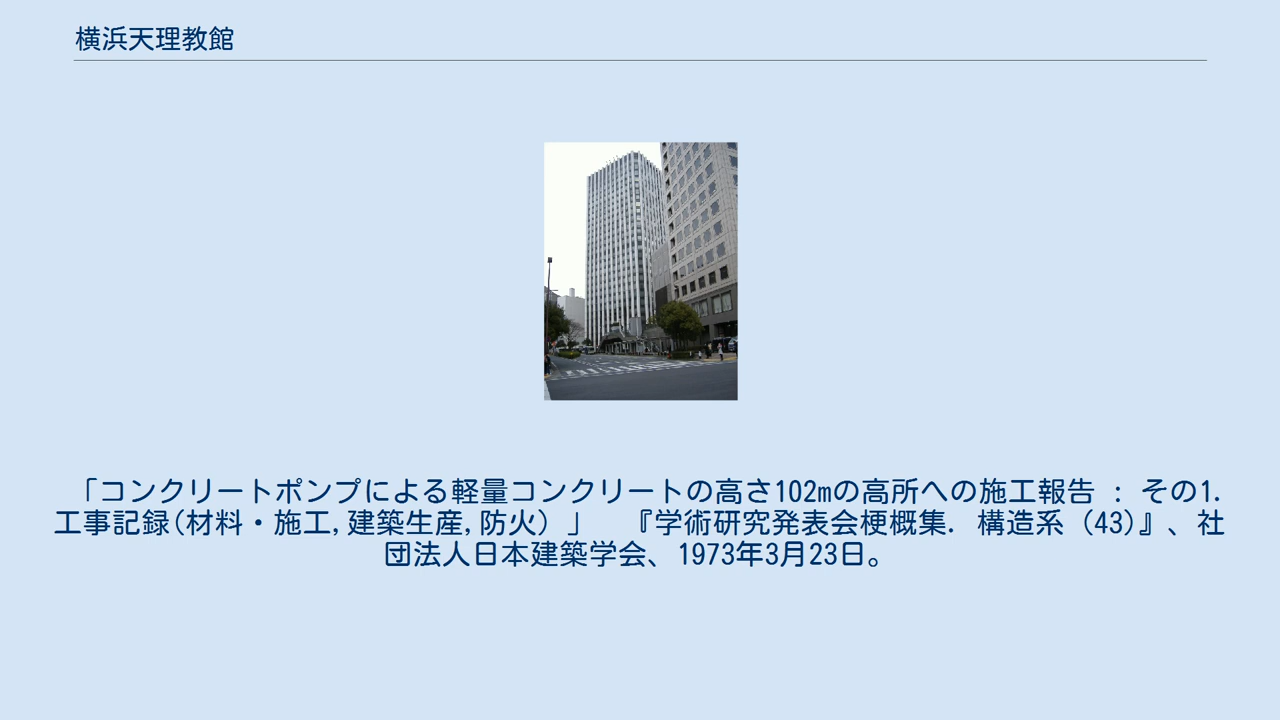 横浜天理教館
「コンクリートポンプによる軽量コンクリートの高さ102mの高所への施工報告 : その1.
工事記録(材料・施工,建築生産,防火) 」 『学術研究発表会梗概集. 構造系 (43)』、社
団法人日本建築学会、1973年3月23日。